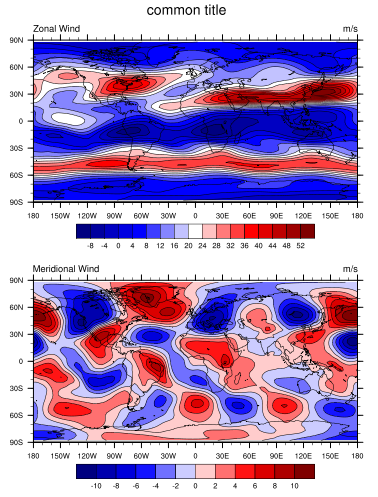 common title
Zonal Wind m/s
90N
60N
30N
0
30S
60S
90S
180 150W 120W 90W 60W 30W 0 30E 60E 90E 120E 150E 180
-8 -4 0 4 8 12 16 20 24 28 32 36 40 44 48 52
Meridional Wind m/s
90N
60N
30N
0
30S
60S
90S
180 150W 120W 90W 60W 30W 0 30E 60E 90E 120E 150E 180
-10 -8 -6 -4 -2 0 2 4 6 8 10